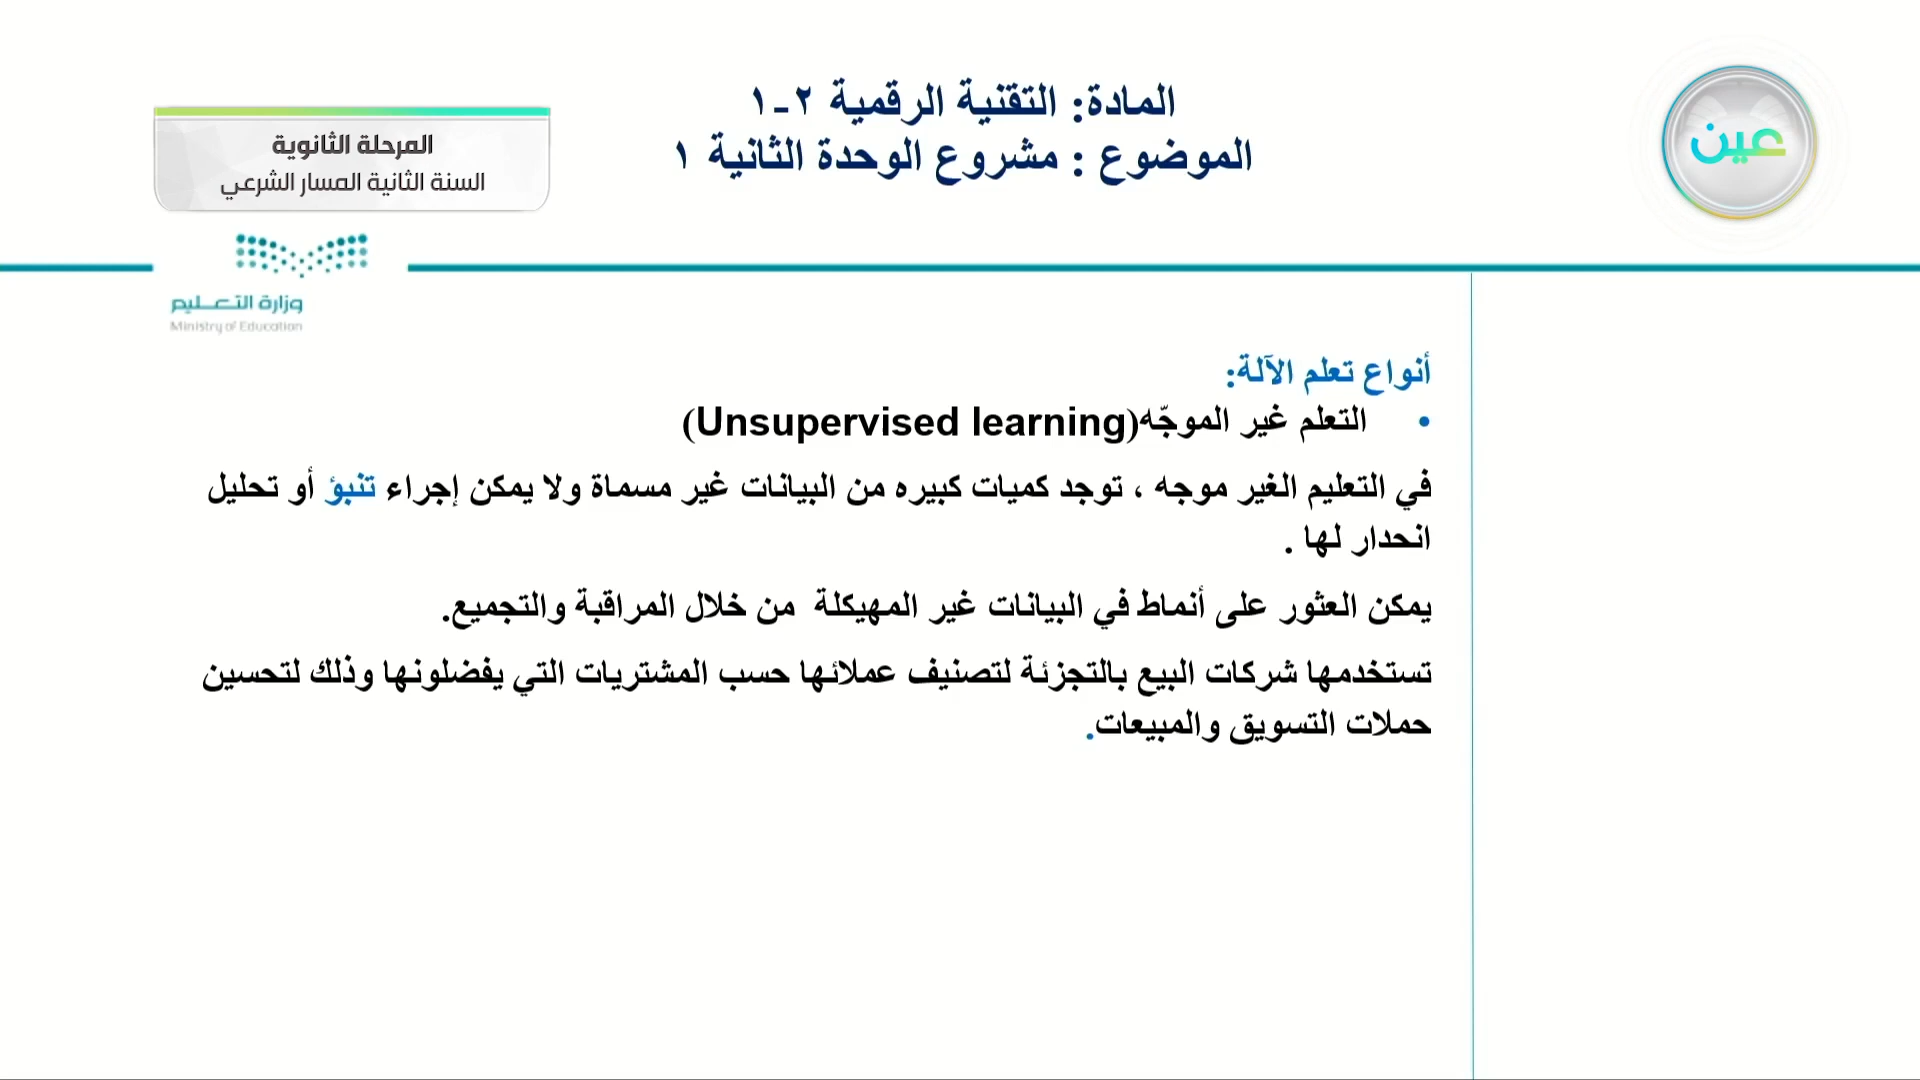 المادة: التقنية الرقمية ٢-١
الموضوع : مشروع الوحدة الثانية ١
عين
المرحلة الثانوية
السنة الثانية المسار الشرعي
وزارة التعـــليم
Ministry of Education
أنواع تعلم الآلة:
• التعلم غير الموجّه(Unsupervised learning)
في التعليم الغير موجه ، توجد كميات كبيره من البيانات غير مسماة ولا يمكن إجراء تنبؤ أو تحليل
انحدار لها .
يمكن العثور على أنماط في البيانات غير المهيكلة من خلال المراقبة والتجميع.
تستخدمها شركات البيع بالتجزئة لتصنيف عملائها حسب المشتريات التي يفضلونها وذلك لتحسين
حملات التسويق والمبيعات.